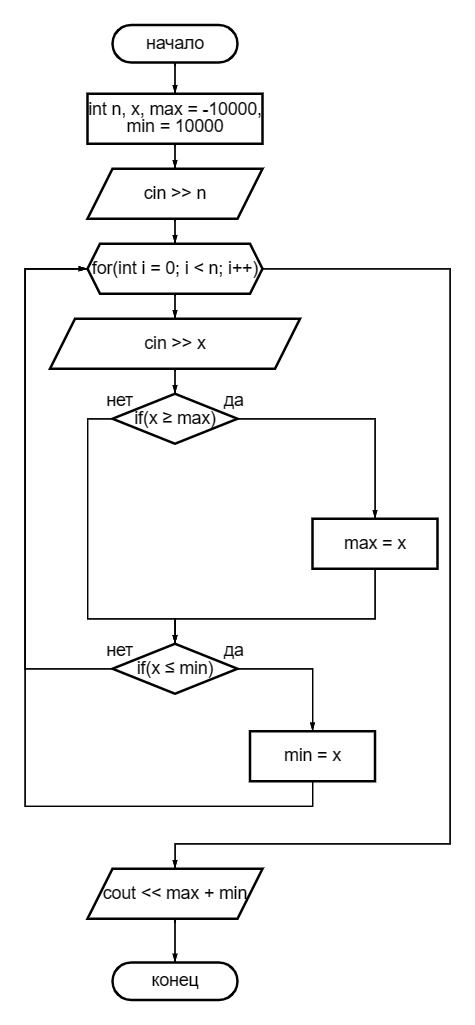 начало
int n, x, max = -10000,
min = 10000
cin >> n
for(int i = 0; i < n; i++)
cin >> x
нет
да
if(x ≥ max)
max = x
нет
да
if(x ≤ min)
min = x
cout << max + min
конец